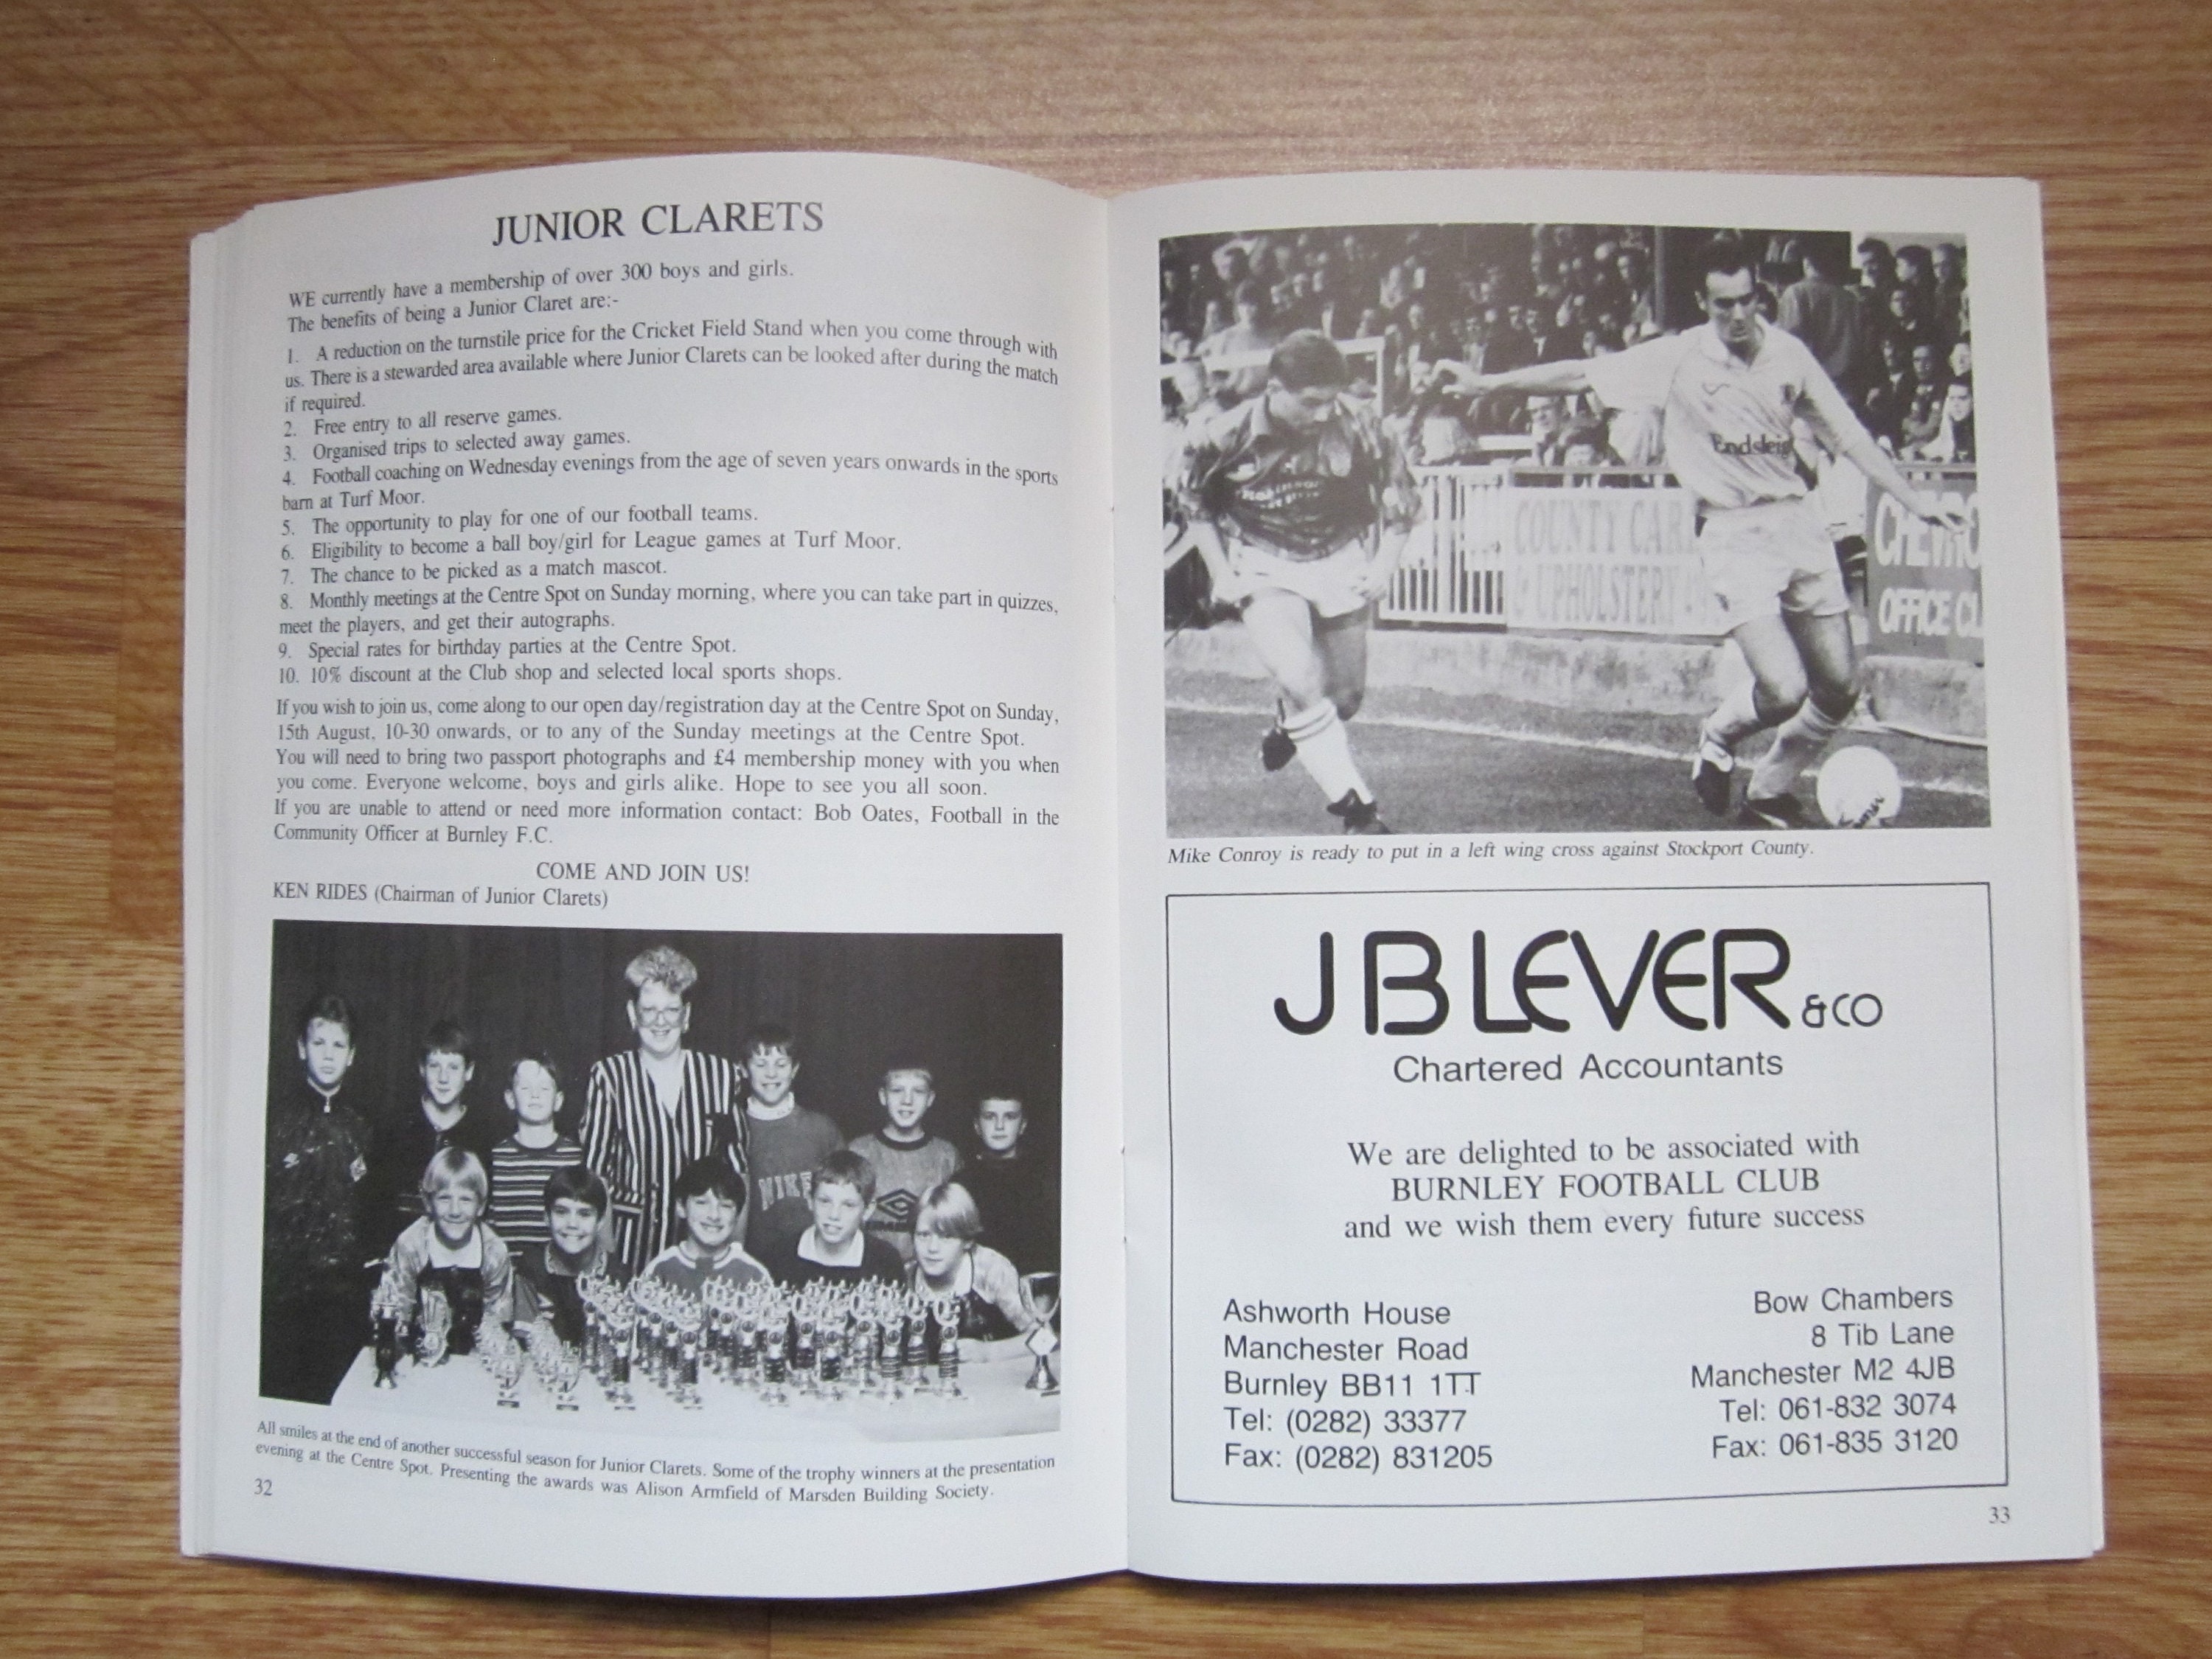 JUNIOR CLARETS
WE currently have a membership of over 300 boys and girls.
The benefits of being a Junior Claret are:-
1. A reduction on the turnstile price for the Cricket Field Stand when you come through with
us. There is a stewarded area available where Junior Clarets can be looked after during the match
if required.
2. Free entry to all reserve games.
3. Organised trips to selected away games.
4. Football coaching on Wednesday evenings from the age of seven years onwards in the sports
barn at Turf Moor.
5. The opportunity to play for one of our football teams.
6. Eligibility to become a ball boy/girl for League games at Turf Moor.
7. The chance to be picked as a match mascot.
8. Monthly meetings at the Centre Spot on Sunday morning, where you can take part in quizzes,
meet the players, and get their autographs.
9. Special rates for birthday parties at the Centre Spot.
10. 10% discount at the Club shop and selected local sports shops.
If you wish to join us, come along to our open day/registration day at the Centre Spot on Sunday,
15th August, 10-30 onwards, or to any of the Sunday meetings at the Centre Spot.
You will need to bring two passport photographs and £4 membership money with you when
you come. Everyone welcome, boys and girls alike. Hope to see you all soon.
If you are unable to attend or need more information contact: Bob Oates, Football in the
Community Officer at Burnley F.C.
COME AND JOIN US!
KEN RIDES (Chairman of Junior Clarets)
NIKE
All smiles at the end of another successful season for Junior Clarets. Some of the trophy winners at the presentation
evening at the Centre Spot. Presenting the awards was Alison Armfield of Marsden Building Society.
32
Endsleig
COUNTY CAR
& UPHOLSTERY
OFFICE CL
Mike Conroy is ready to put in a left wing cross against Stockport County.
J B LEVER & CO
Chartered Accountants
We are delighted to be associated with
BURNLEY FOOTBALL CLUB
and we wish them every future success
Ashworth House
Manchester Road
Burnley BB11 1TT
Tel: (0282) 33377
Fax: (0282) 831205
Bow Chambers
8 Tib Lane
Manchester M2 4JB
Tel: 061-832 3074
Fax: 061-835 3120
33